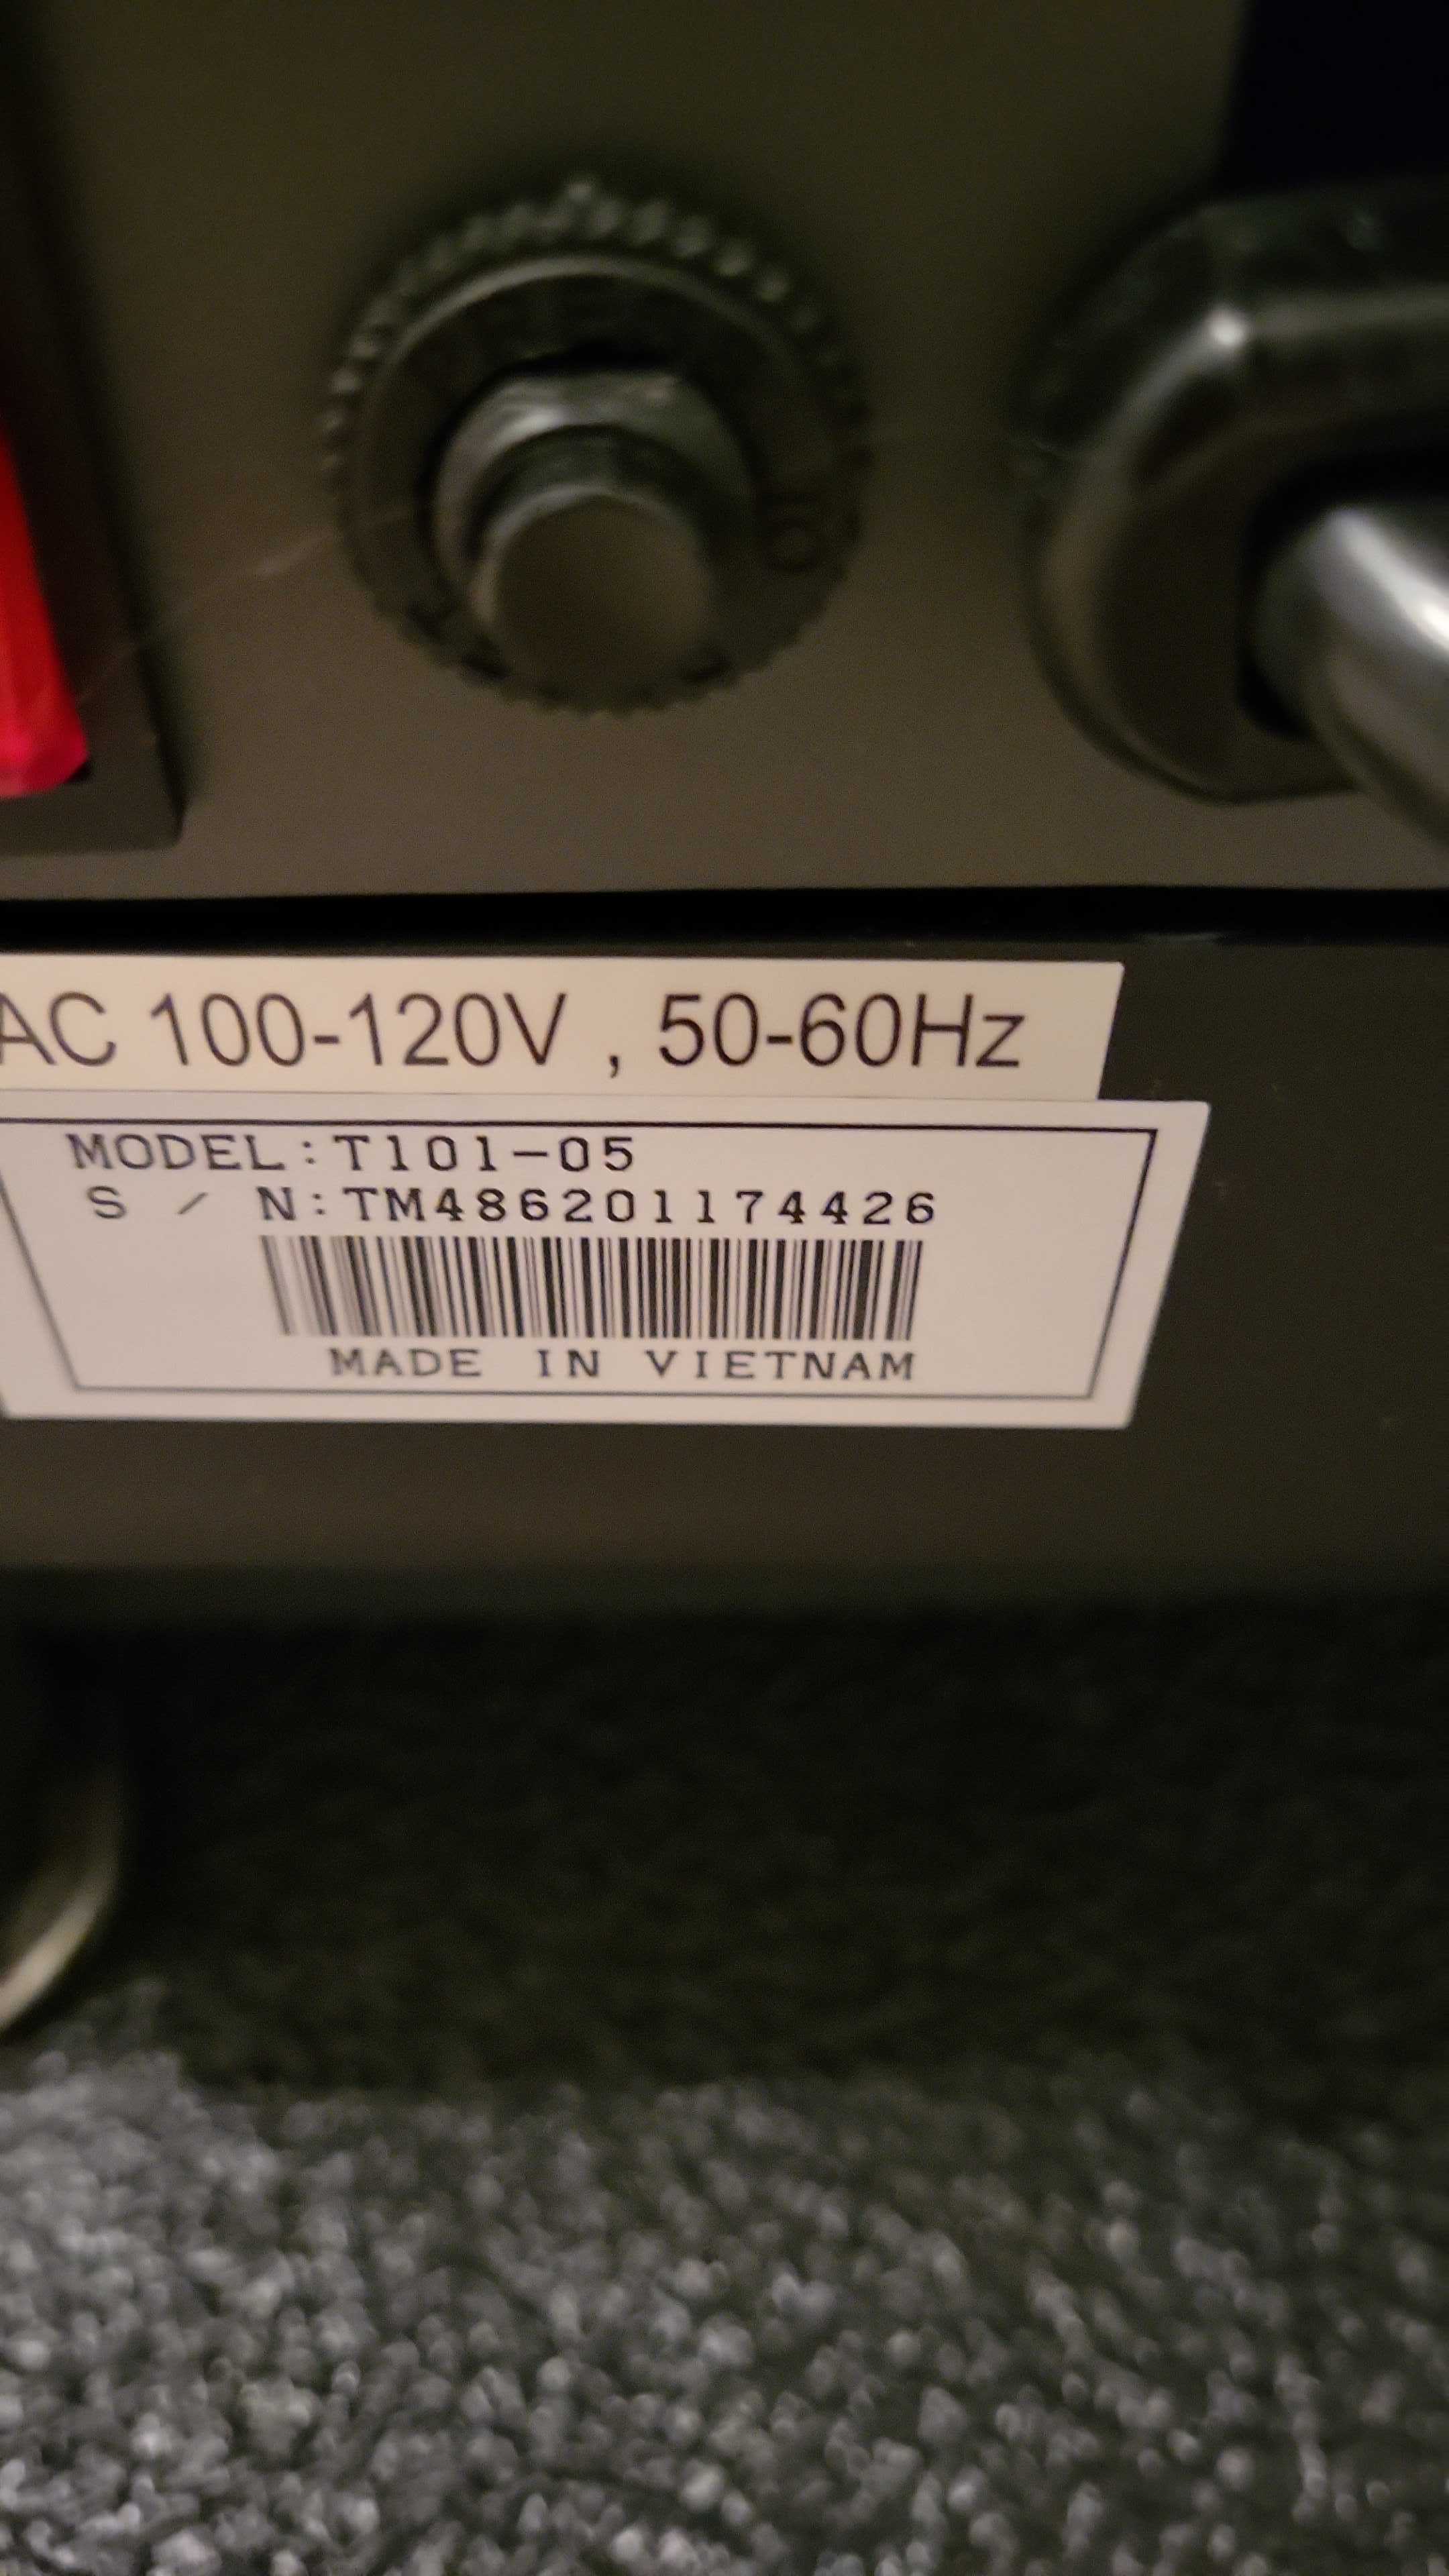 AC 100-120V , 50-60Hz
MODEL:T101-05
S / N:TM486201174426
MADE IN VIETNAM